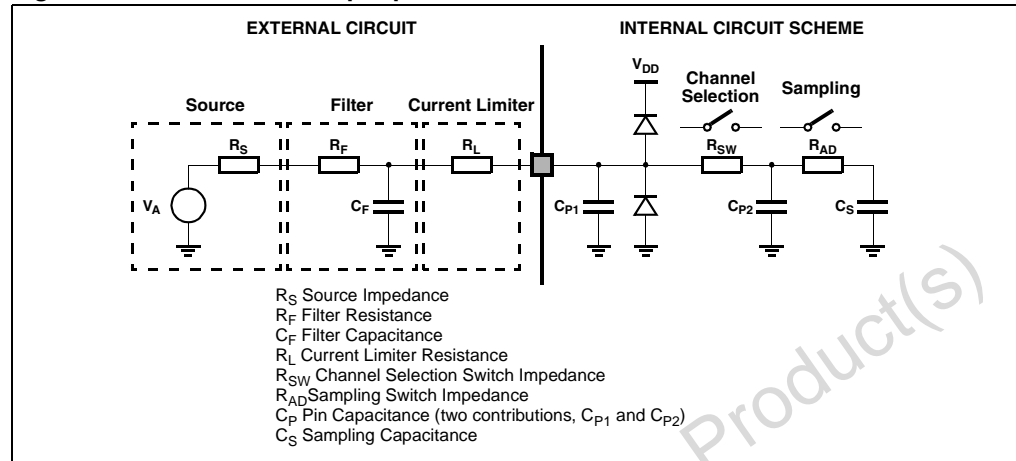 EXTERNAL CIRCUIT
INTERNAL CIRCUIT SCHEME
Source
Filter
Current Limiter
VDD
Channel
Selection
Sampling
RS
RF
RL
RSW
RAD
VA
CF
CP1
CP2
CS
RS Source Impedance
RF Filter Resistance
CF Filter Capacitance
RL Current Limiter Resistance
RSW Channel Selection Switch Impedance
RADSampling Switch Impedance
CP Pin Capacitance (two contributions, CP1 and CP2)
CS Sampling Capacitance
Product(s)